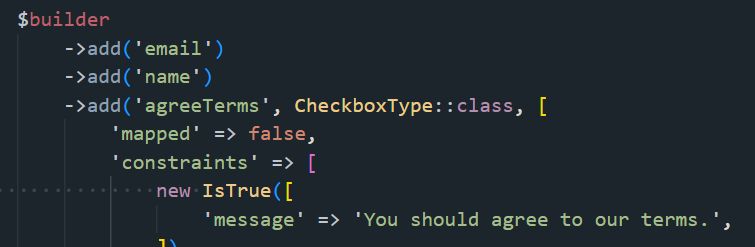 $builder
->add('email')
->add('name')
->add('agreeTerms', CheckboxType::class, [
'mapped' => false,
'constraints' => [
new IsTrue([
'message' => 'You should agree to our terms.',
])